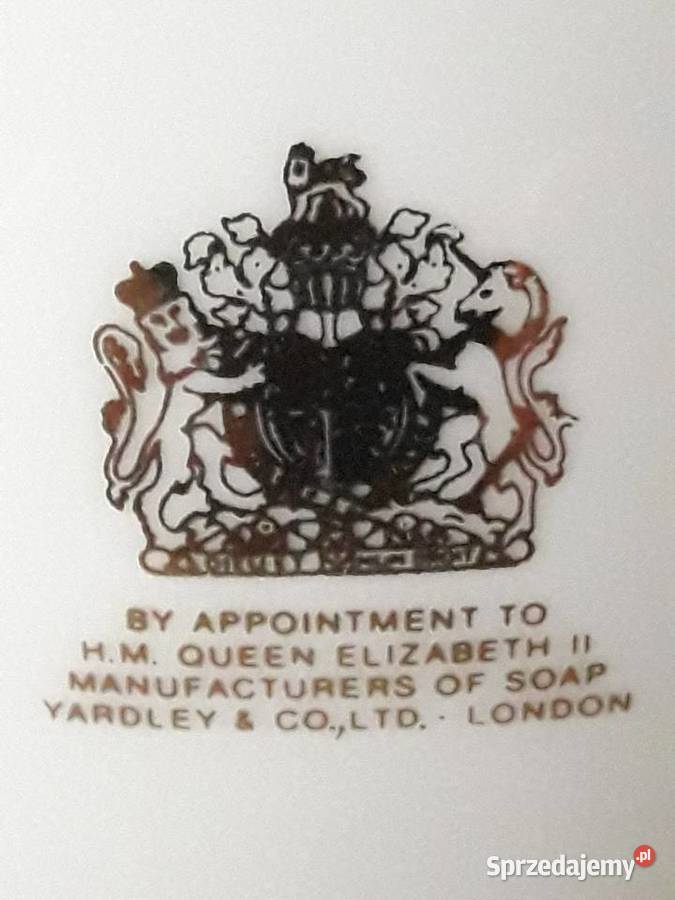 BY APPOINTMENT TO
H.M. QUEEN ELIZABETH II
MANUFACTURERS OF SOAP
YARDLEY & CO., LTD. · LONDON
Sprzedajemy.pl